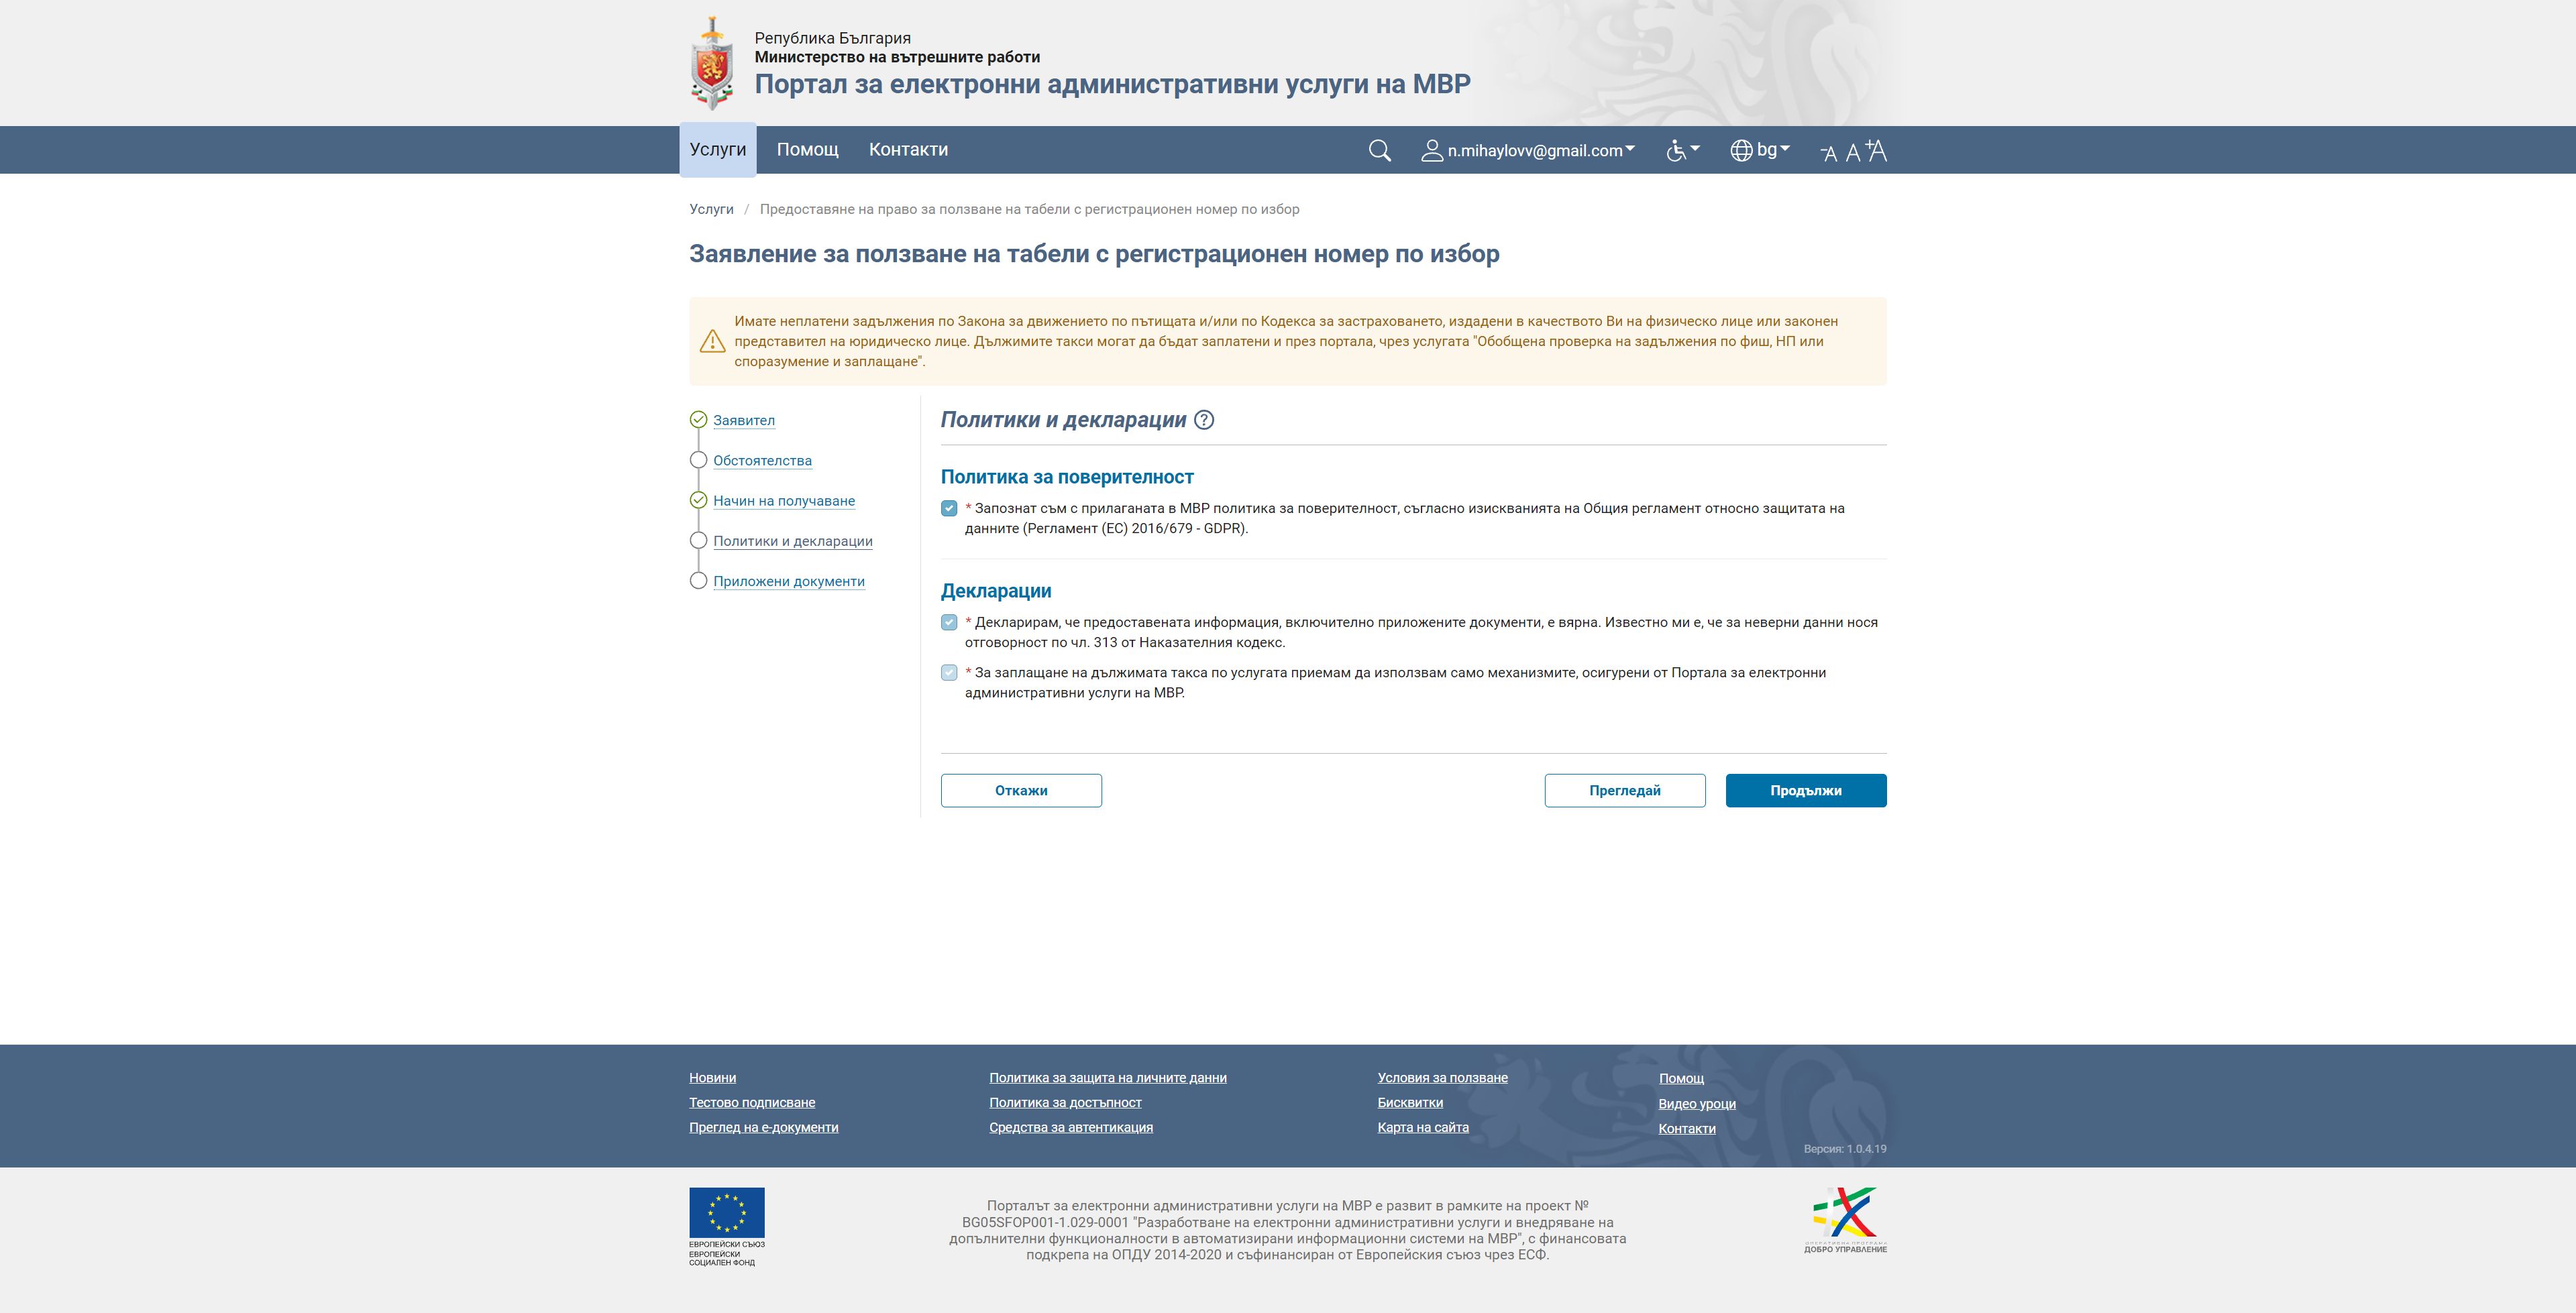 Република България
Министерство на вътрешните работи
Портал за електронни административни услуги на МВР
Услуги
Помощ
Контакти
n.mihaylovv@gmail.com
bg
-A A +A
Услуги / Предоставяне на право за ползване на табели с регистрационен номер по избор
Заявление за ползване на табели с регистрационен номер по избор
Имате неплатени задължения по Закона за движението по пътищата и/или по Кодекса за застраховането, издадени в качеството Ви на физическо лице или законен
представител на юридическо лице. Дължимите такси могат да бъдат заплатени и през портала, чрез услугата "Обобщена проверка на задължения по фиш, НП или
споразумение и заплащане".
Заявител
Обстоятелства
Начин на получаване
Политики и декларации
Приложени документи
Политики и декларации ?
Политика за поверителност
* Запознат съм с прилаганата в МВР политика за поверителност, съгласно изискванията на Общия регламент относно защитата на
данните (Регламент (ЕС) 2016/679 - GDPR).
Декларации
* Декларирам, че предоставената информация, включително приложените документи, е вярна. Известно ми е, че за неверни данни нося
отговорност по чл. 313 от Наказателния кодекс.
* За заплащане на дължимата такса по услугата приемам да използвам само механизмите, осигурени от Портала за електронни
административни услуги на МВР.
Откажи
Прегледай
Продължи
Новини
Тестово подписване
Преглед на е-документи
Политика за защита на личните данни
Политика за достъпност
Средства за автентикация
Условия за ползване
Бисквитки
Карта на сайта
Помощ
Видео уроци
Контакти
Версия: 1.0.4.19
ЕВРОПЕЙСКИ СЪЮЗ
ЕВРОПЕЙСКИ
СОЦИАЛЕН ФОНД
Порталът за електронни административни услуги на МВР е развит в рамките на проект №
BG05SFOP001-1.029-0001 "Разработване на електронни административни услуги и внедряване на
допълнителни функционалности в автоматизирани информационни системи на МВР", с финансовата
подкрепа на ОПДУ 2014-2020 и съфинансиран от Европейския съюз чрез ЕСФ.
ОПЕРАТИВНА ПРОГРАМА
ДОБРО УПРАВЛЕНИЕ